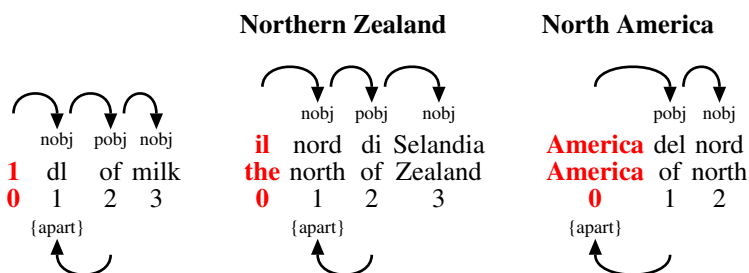 Northern Zealand North America
nobj pobj nobj
nobj pobj nobj
pobj nobj
1 dl of milk
0 1 2 3
{apart}
il nord di Selandia
the north of Zealand
0 1 2 3
{apart}
America del nord
America of north
0 1 2
{apart}